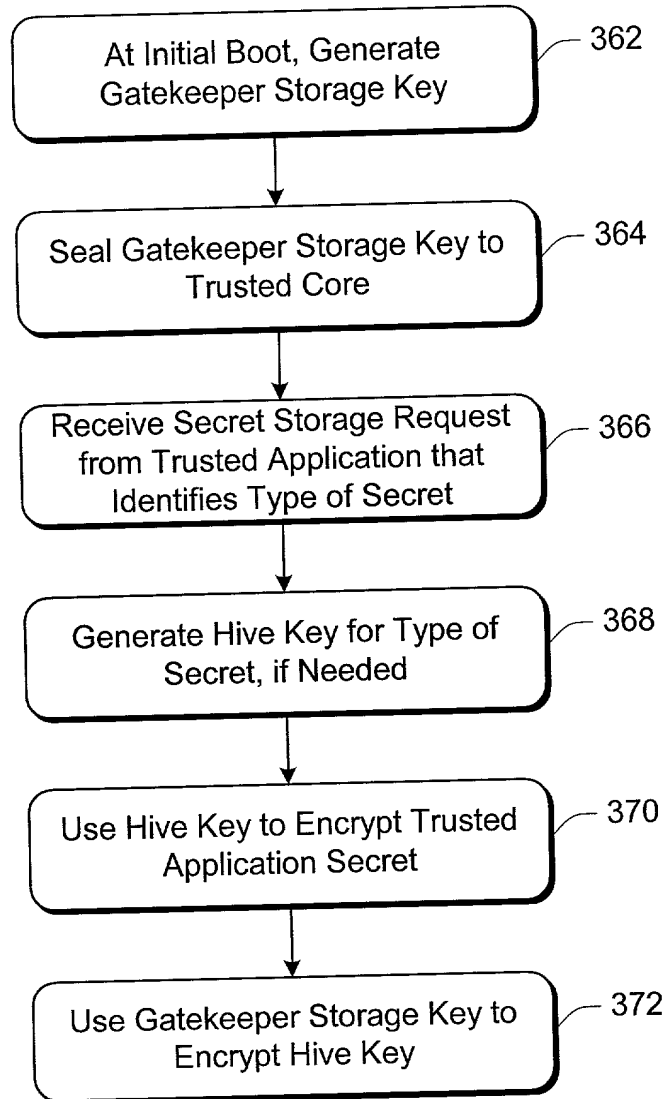 At Initial Boot, Generate
Gatekeeper Storage Key
362
Seal Gatekeeper Storage Key to
Trusted Core
364
Receive Secret Storage Request
from Trusted Application that
Identifies Type of Secret
366
Generate Hive Key for Type of
Secret, if Needed
368
Use Hive Key to Encrypt Trusted
Application Secret
370
Use Gatekeeper Storage Key to
Encrypt Hive Key
372